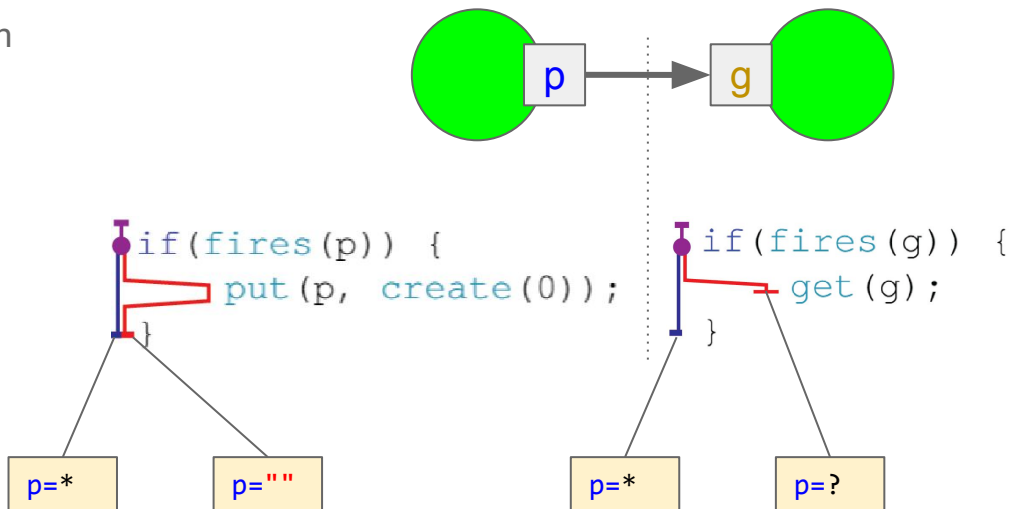 n
p g
if(fires(p)) {
put(p, create(0));
}
if(fires(g)) {
get(g);
}
p=* p="" p=* p=?